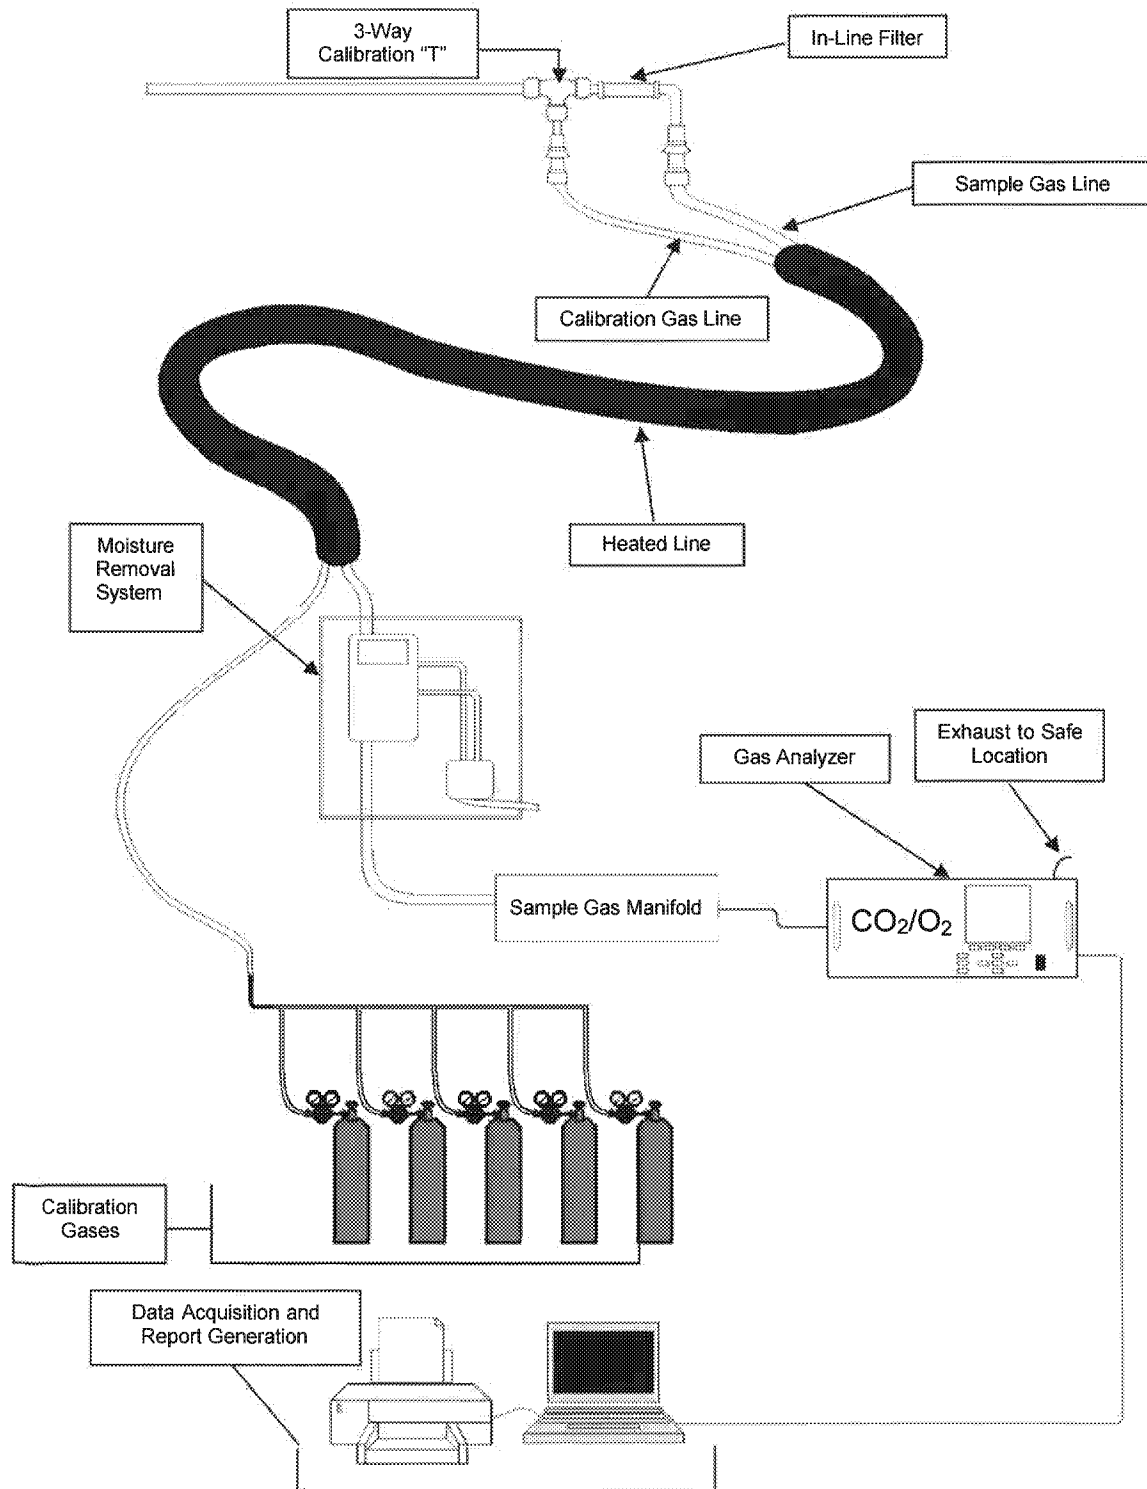 3-Way
Calibration "T"
In-Line Filter
Sample Gas Line
Calibration Gas Line
Heated Line
Moisture
Removal
System
Gas Analyzer
Exhaust to Safe
Location
Sample Gas Manifold
CO₂/O₂
Calibration
Gases
Data Acquisition and
Report Generation